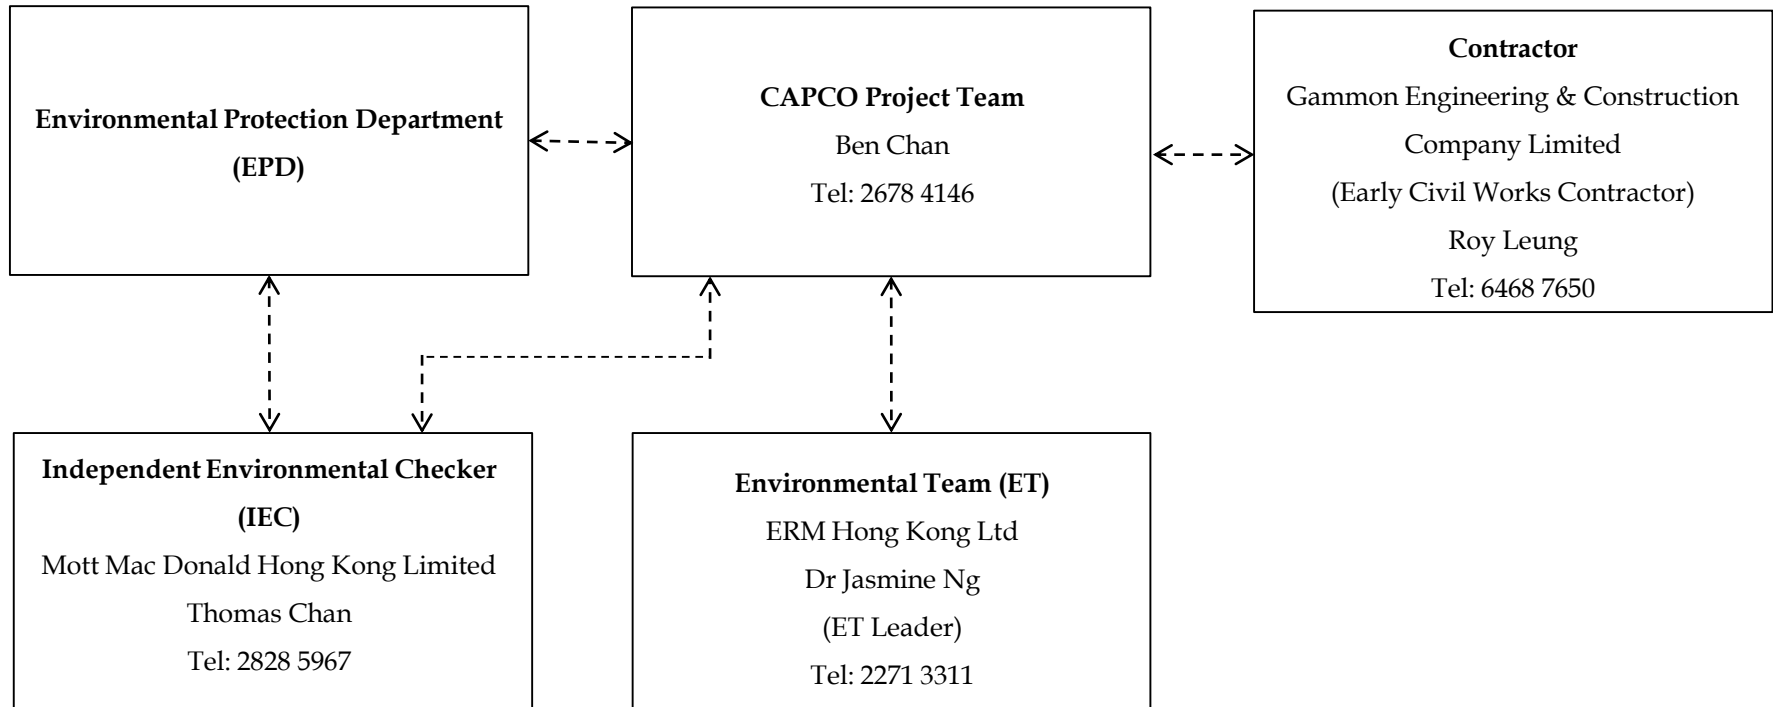 Environmental Protection Department
(EPD)
CAPCO Project Team
Ben Chan
Tel: 2678 4146
Contractor
Gammon Engineering & Construction
Company Limited
(Early Civil Works Contractor)
Roy Leung
Tel: 6468 7650
Independent Environmental Checker
(IEC)
Mott Mac Donald Hong Kong Limited
Thomas Chan
Tel: 2828 5967
Environmental Team (ET)
ERM Hong Kong Ltd
Dr Jasmine Ng
(ET Leader)
Tel: 2271 3311